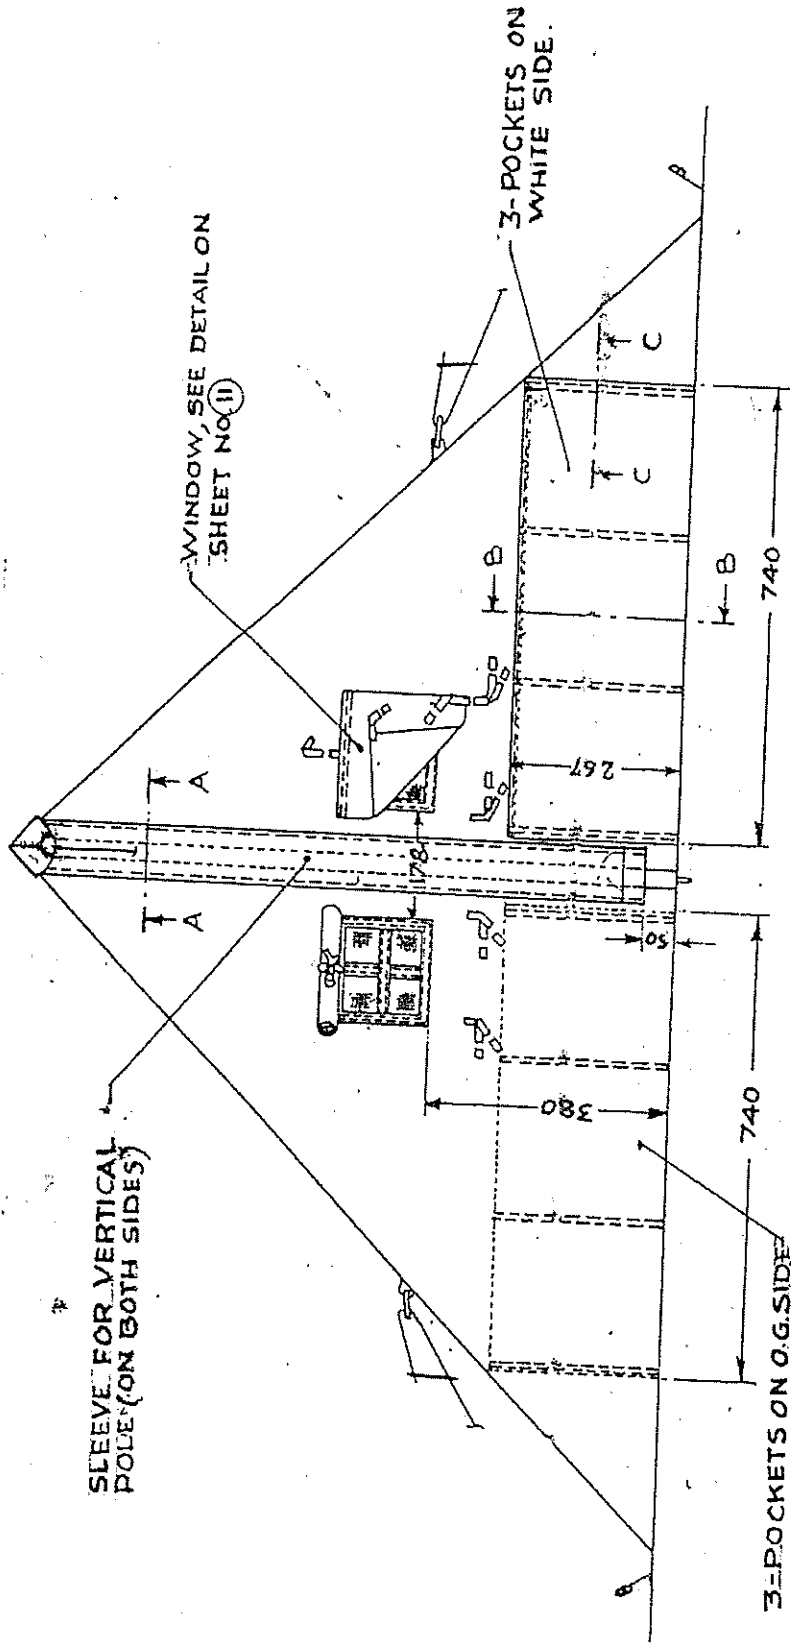 SLEEVE FOR VERTICAL
POLE (ON BOTH SIDES)
WINDOW, SEE DETAIL ON
SHEET NO. 11
3-POCKETS ON
WHITE SIDE.
A
A
178
B
B
C
C
267
50
380
740
740
3-POCKETS ON O.G.SIDE